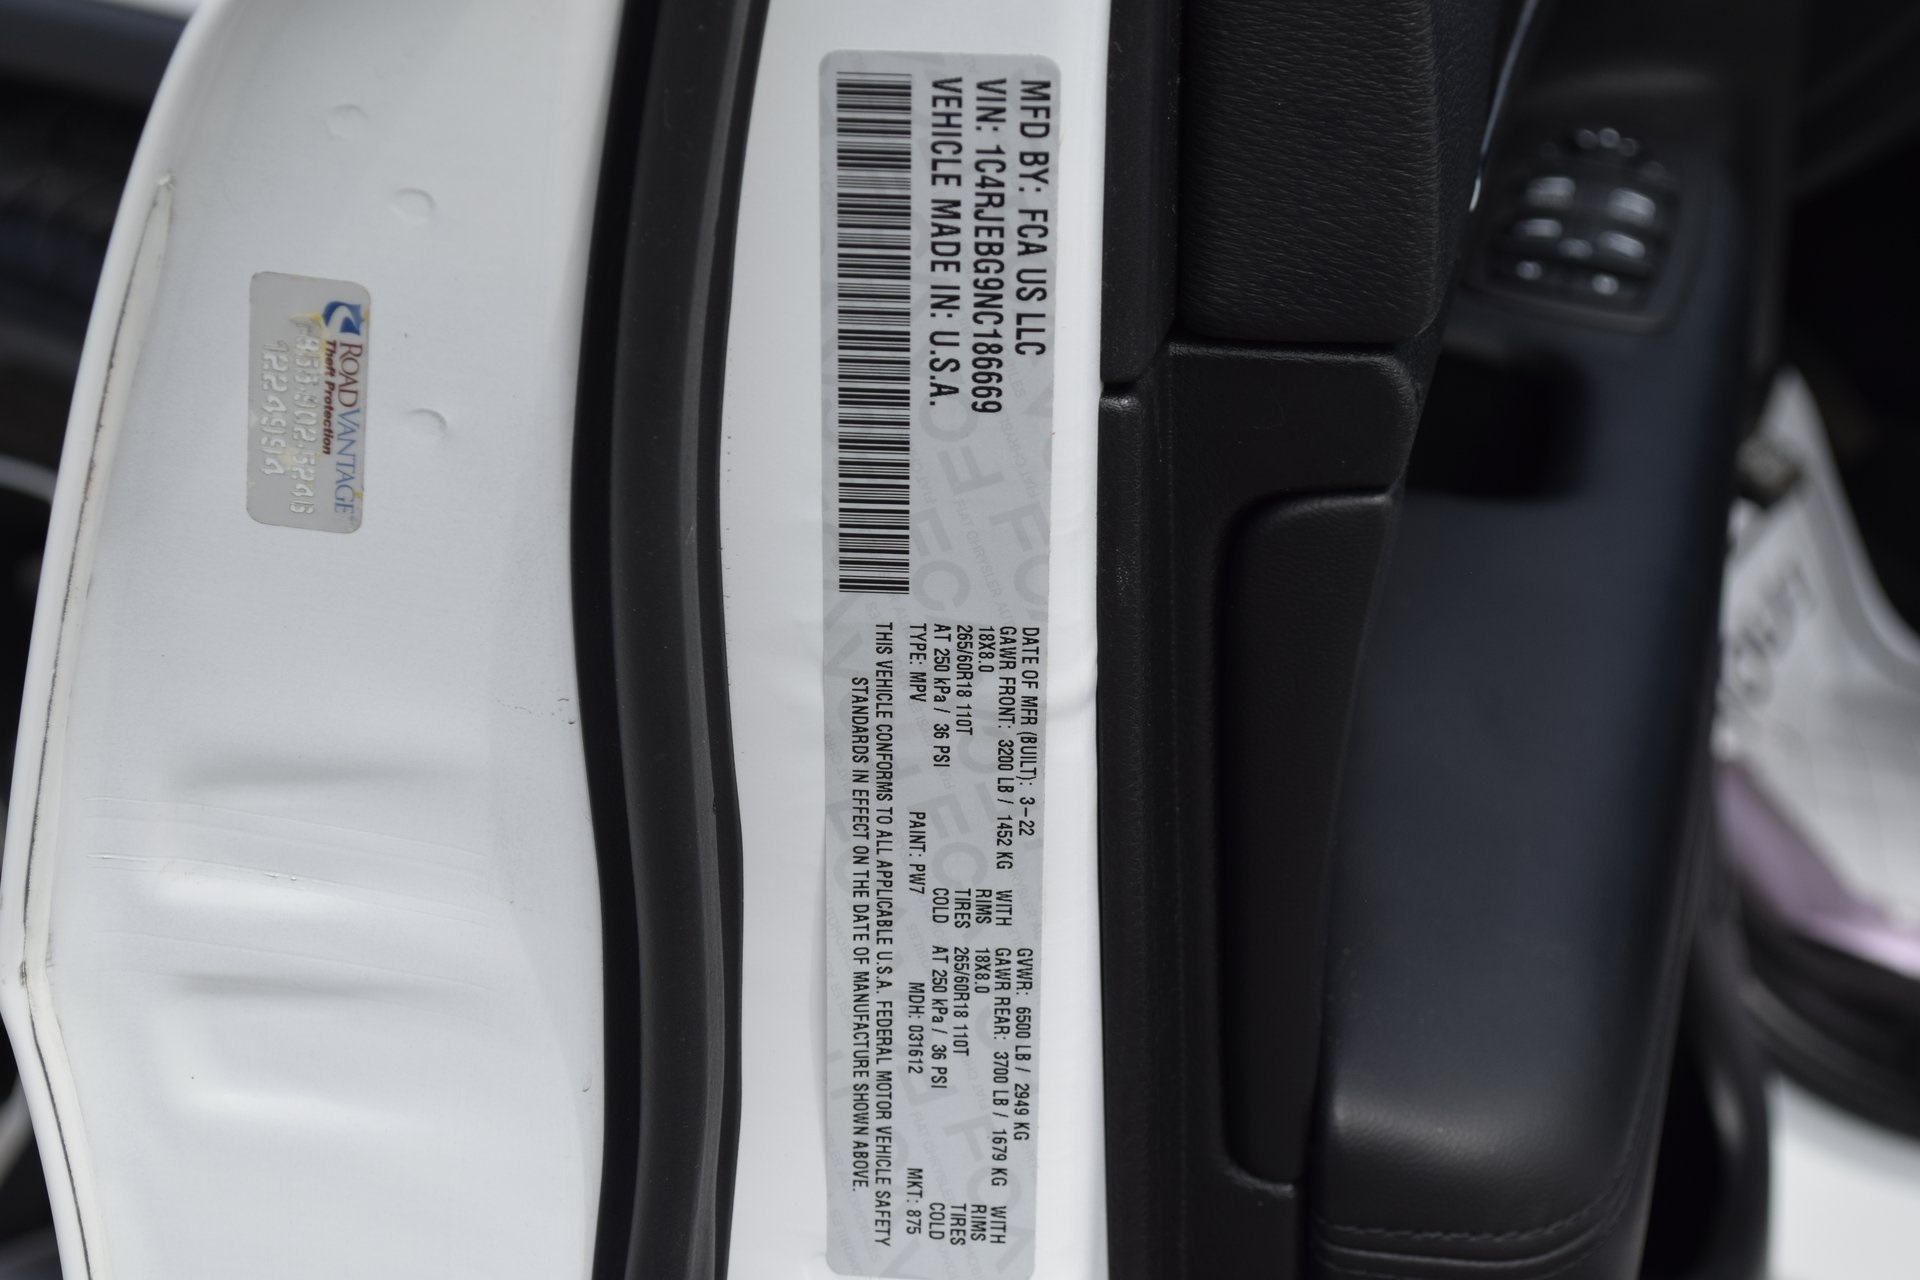 MFD BY: FCA US LLC
VIN: 1C4RJEBG9NC186669
VEHICLE MADE IN: U.S.A.
DATE OF MFR (BUILT): 3-22 GVWR: 6500 LB / 2949 KG
GAWR FRONT: 3200 LB / 1452 KG WITH GAWR REAR: 3700 LB / 1679 KG WITH
18X8.0 RIMS 18X8.0 RIMS
265/60R18 110T TIRES 265/60R18 110T TIRES
AT 250 kPa / 36 PSI COLD AT 250 kPa / 36 PSI COLD
TYPE: MPV PAINT: PW7 MDH: 031612 MKT: 875
THIS VEHICLE CONFORMS TO ALL APPLICABLE U.S.A. FEDERAL MOTOR VEHICLE SAFETY
STANDARDS IN EFFECT ON THE DATE OF MANUFACTURE SHOWN ABOVE.
ROADVANTAGE
Theft Protection